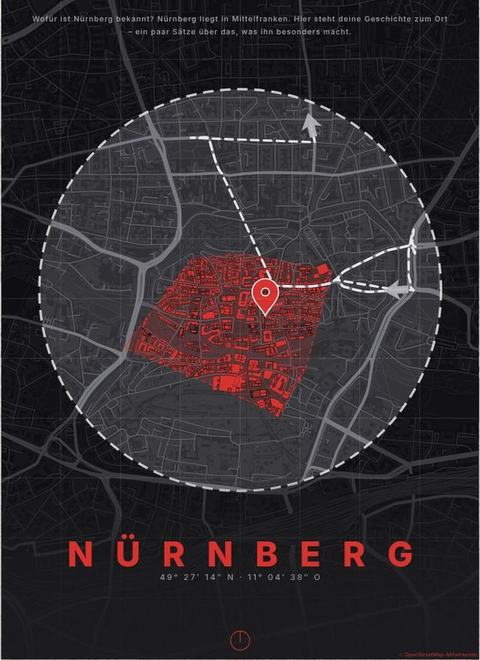 Wofür ist Nürnberg bekannt? Nürnberg liegt in Mittelfranken. Hier steht deine Geschichte zum Ort
– ein paar Sätze über das, was ihn besonders macht.
NÜRNBERG
49° 27' 14" N · 11° 04' 38" O
© OpenStreetMap-Mitwirkende